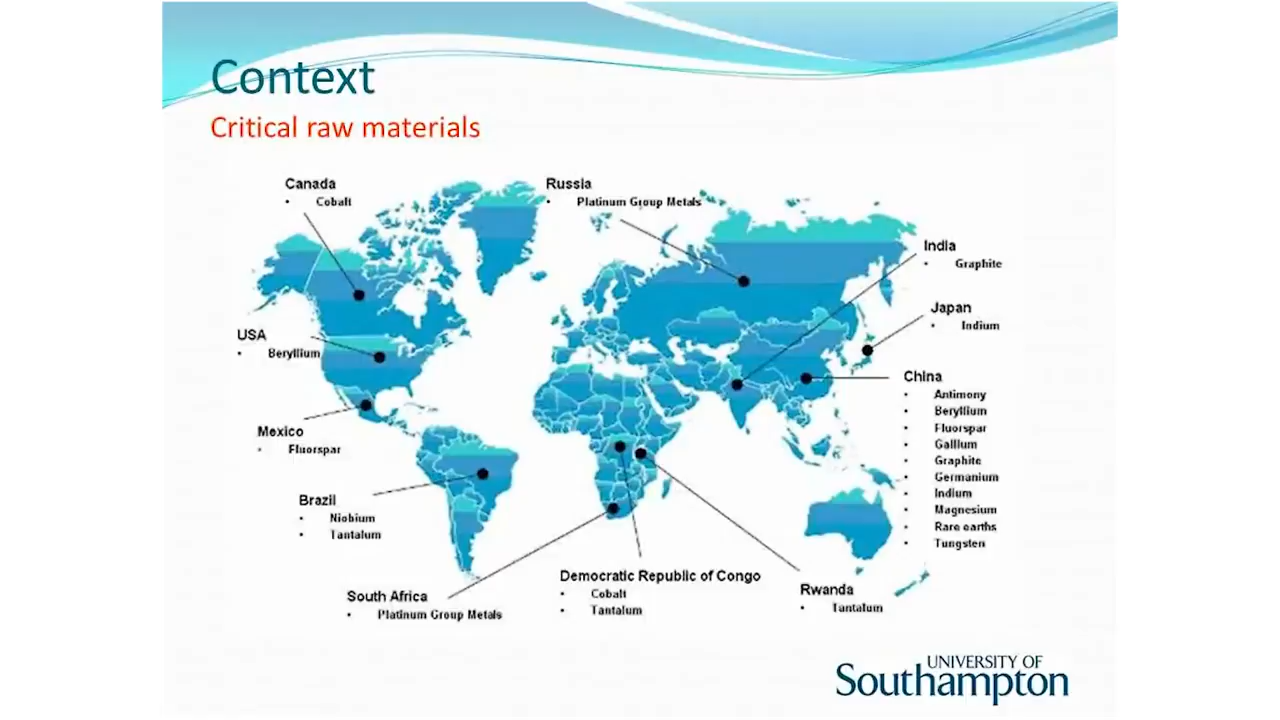 Context
Critical raw materials
Canada
• Cobalt
Russia
• Platinum Group Metals
India
• Graphite
Japan
• Indium
USA
• Beryllium
China
• Antimony
• Beryllium
• Fluorspar
• Gallium
• Graphite
• Germanium
• Indium
• Magnesium
• Rare earths
• Tungsten
Mexico
• Fluorspar
Brazil
• Niobium
• Tantalum
South Africa
• Platinum Group Metals
Democratic Republic of Congo
• Cobalt
• Tantalum
Rwanda
• Tantalum
UNIVERSITY OF
Southampton